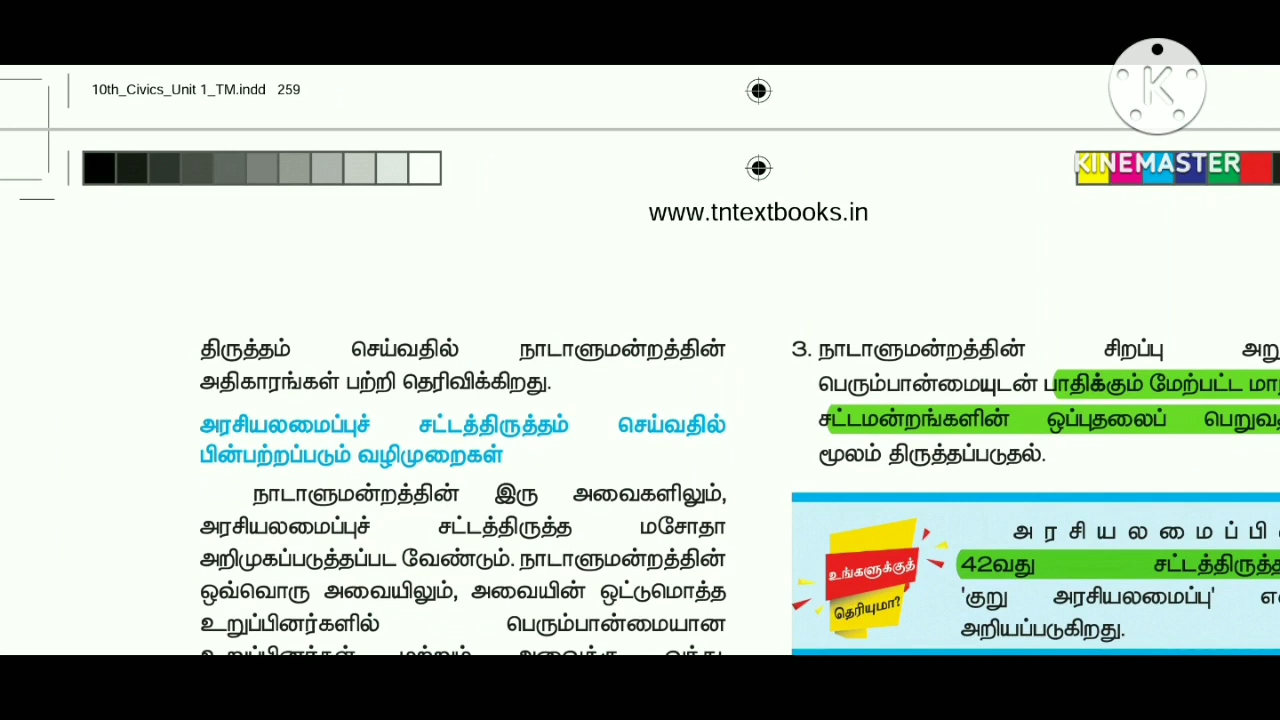 10th_Civics_Unit 1_TM.indd 259
KINEMASTER
www.tntextbooks.in
திருத்தம் செய்வதில் நாடாளுமன்றத்தின்
அதிகாரங்கள் பற்றி தெரிவிக்கிறது.
அரசியலமைப்புச் சட்டத்திருத்தம் செய்வதில்
பின்பற்றப்படும் வழிமுறைகள்
நாடாளுமன்றத்தின் இரு அவைகளிலும்,
அரசியலமைப்புச் சட்டத்திருத்த மசோதா
அறிமுகப்படுத்தப்பட வேண்டும். நாடாளுமன்றத்தின்
ஒவ்வொரு அவையிலும், அவையின் ஒட்டுமொத்த
உறுப்பினர்களில் பெரும்பான்மையான
3. நாடாளுமன்றத்தின் சிறப்பு
பெரும்பான்மையுடன் பாதிக்கும் மேற்பட்ட
சட்டமன்றங்களின் ஒப்புதலைப்
மூலம் திருத்தப்படுதல்.
உங்களுக்குத்
தெரியுமா?
42வது
'குறு அரசியலமைப்பு'
அறியப்படுகிறது.